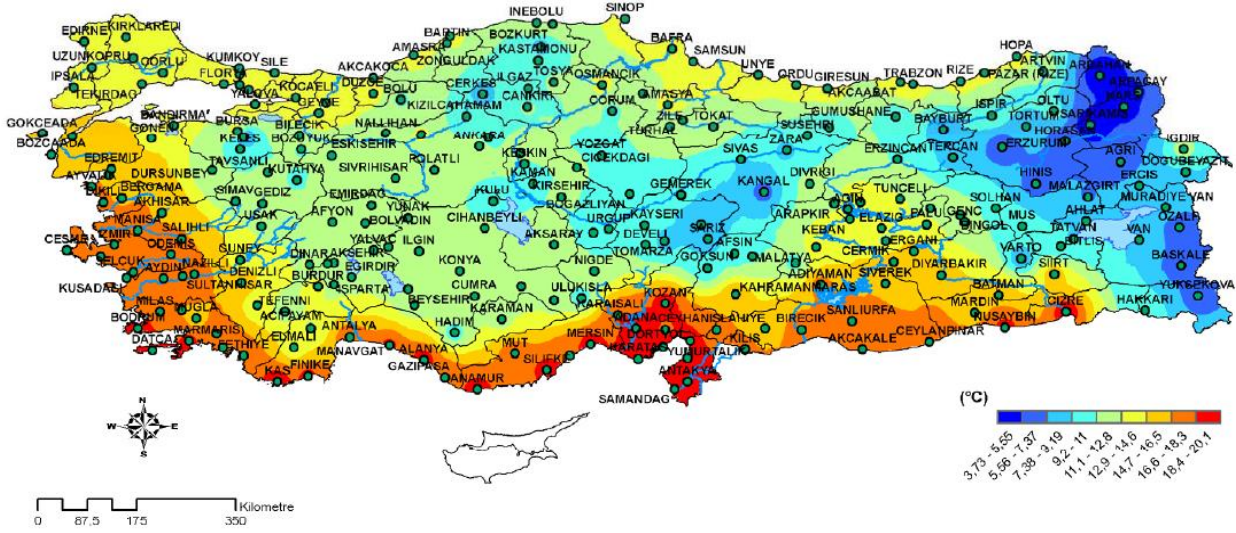 INEBOLU
SINOP
EDIRNE
KIRKLARELI
BARTIN
BOZKURT
KASTAMONU
BAFRA
HOPA
UZUNKOPRU
CORLU
KUMKOY
SILE
AMASRA
ZONGULDAK
SAMSUN
ARTVIN
ARDAHAN
IPSALA
FLORYA
AKCAKOCA
ILGAZ
TOSYA
OSMANCIK
UNYE
ORDU
GIRESUN
TRABZON
RIZE
PAZAR (RIZE)
ARPACAY
TEKIRDAG
YALOVA
KOCAELI
DUZCE
BOLU
CERKES
CANKIRI
CORUM
AMASYA
AKCAABAT
KARS
GEYVE
KIZILCAHAMAM
ZILE
TOKAT
GUMUSHANE
ISPIR
OLTU
SARIKAMIS
GOKCEADA
BANDIRMA
GONEN
BURSA
BILECIK
NALLIHAN
TURHAL
SUSEHRI
BAYBURT
TORTUM
HORASAN
BOZCAADA
KELES
BOZUYUK
ESKISEHIR
ANKARA
ZARA
IGDIR
EDREMIT
DURSUNBEY
TAVSANLI
KUTAHYA
SIVRIHISAR
POLATLI
KESKIN
YOZGAT
CICEKDAGI
SIVAS
ERZINCAN
TERCAN
ERZURUM
AGRI
DOGUBEYAZIT
AYVALIK
BERGAMA
DIKILI
SIMAV
GEDIZ
EMIRDAG
KULU
KAMAN
KIRSEHIR
GEMEREK
KANGAL
DIVRIGI
TUNCELI
HINIS
MALAZGIRT
ERCIS
AKHISAR
MANISA
USAK
AFYON
YUNAK
BOLVADIN
CIHANBEYLI
BOGAZLIYAN
URGUP
KAYSERI
ARAPKIR
AGIN
ELAZIG
PALU
GENC
BINGOL
SOLHAN
MUS
AHLAT
MURADIYE VAN
OZALP
CESME
IZMIR
SALIHLI
ODEMIS
GUNEY
DINAR
AKSEHIR
YALVAC
ILGIN
AKSARAY
DEVELI
TOMARZA
SARIZ
AFSIN
KEBAN
ERGANI
CERMIK
TATVAN
VAN
SELCUK
AYDIN
NAZILLI
DENIZLI
EGIRDIR
KONYA
NIGDE
GOKSUN
MALATYA
VARTO
BITLIS
BASKALE
KUSADASI
SULTANHISAR
BURDUR
ISPARTA
CUMRA
ULUKISLA
ADIYAMAN
SIVEREK
DIYARBAKIR
SIIRT
YUKSEKOVA
MILAS
MUGLA
TEFENNI
ACIPAYAM
BEYSEHIR
KARAMAN
KARAISALI
KOZAN
KAHRAMANMARAS
BATMAN
HAKKARI
BODRUM
ANTALYA
HADIM
ADANA
CEYHAN
ISLAHIYE
BIRECIK
SANLIURFA
MARDIN
NUSAYBIN
CIZRE
DATCA
MARMARIS
FETHIYE
ELMALI
MANAVGAT
ALANYA
MUT
MERSIN
DORTYOL
KILIS
CEYLANPINAR
KAS
FINIKE
GAZIPASA
SILIFKE
KARATAS
YUMURTALIK
AKCAKALE
ANAMUR
ANTAKYA
SAMANDAG
(°C)
N
W
E
S
3,73 - 5,55
5,56 - 7,37
7,38 - 3,19
9,2 - 11
11,1 - 12,8
12,9 - 14,6
14,7 - 16,5
16,6 - 18,3
18,4 - 20,1
Kilometre
0 87,5 175 350